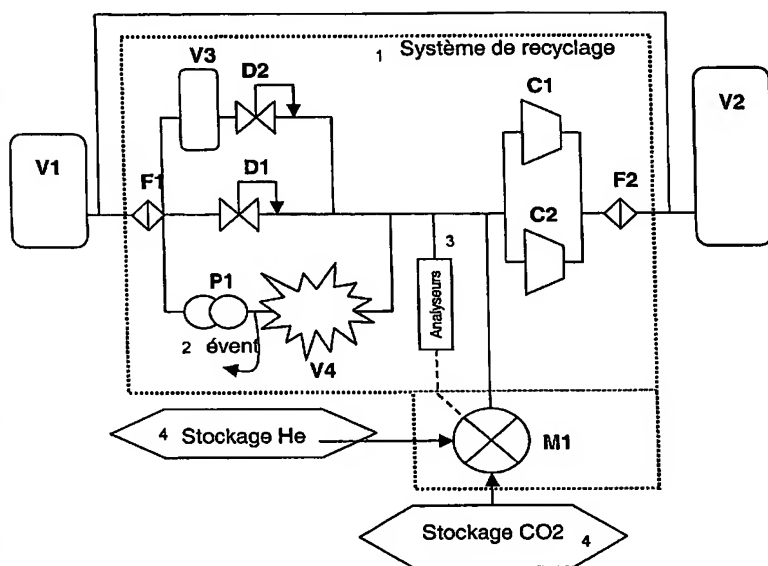 1 Système de recyclage
V3
D2
C1
V2
V1
F1
D1
F2
C2
3
P1
Analyseurs
2 évent
V4
4 Stockage He
M1
Stockage CO2 4